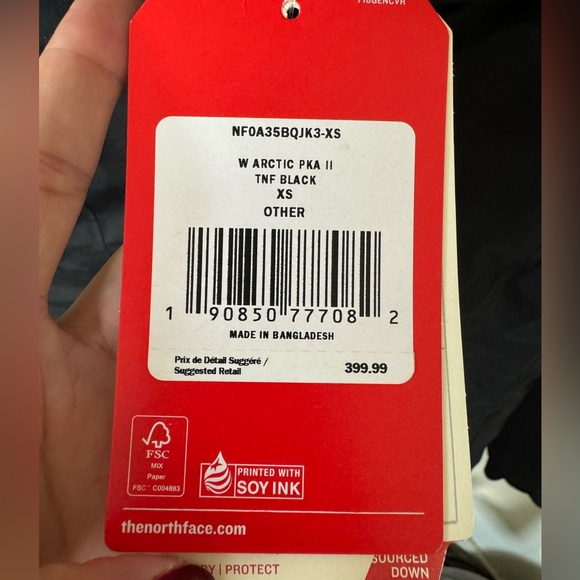 NF0A35BQJK3-XS
W ARCTIC PKA II
TNF BLACK
XS
OTHER
1 90850 77708 2
MADE IN BANGLADESH
Prix de Détail Suggéré /
Suggested Retail 399.99
FSC
MIX
Paper
FSC™ C004883
PRINTED WITH
SOY INK
thenorthface.com
| PROTECT
SOURCED
DOWN